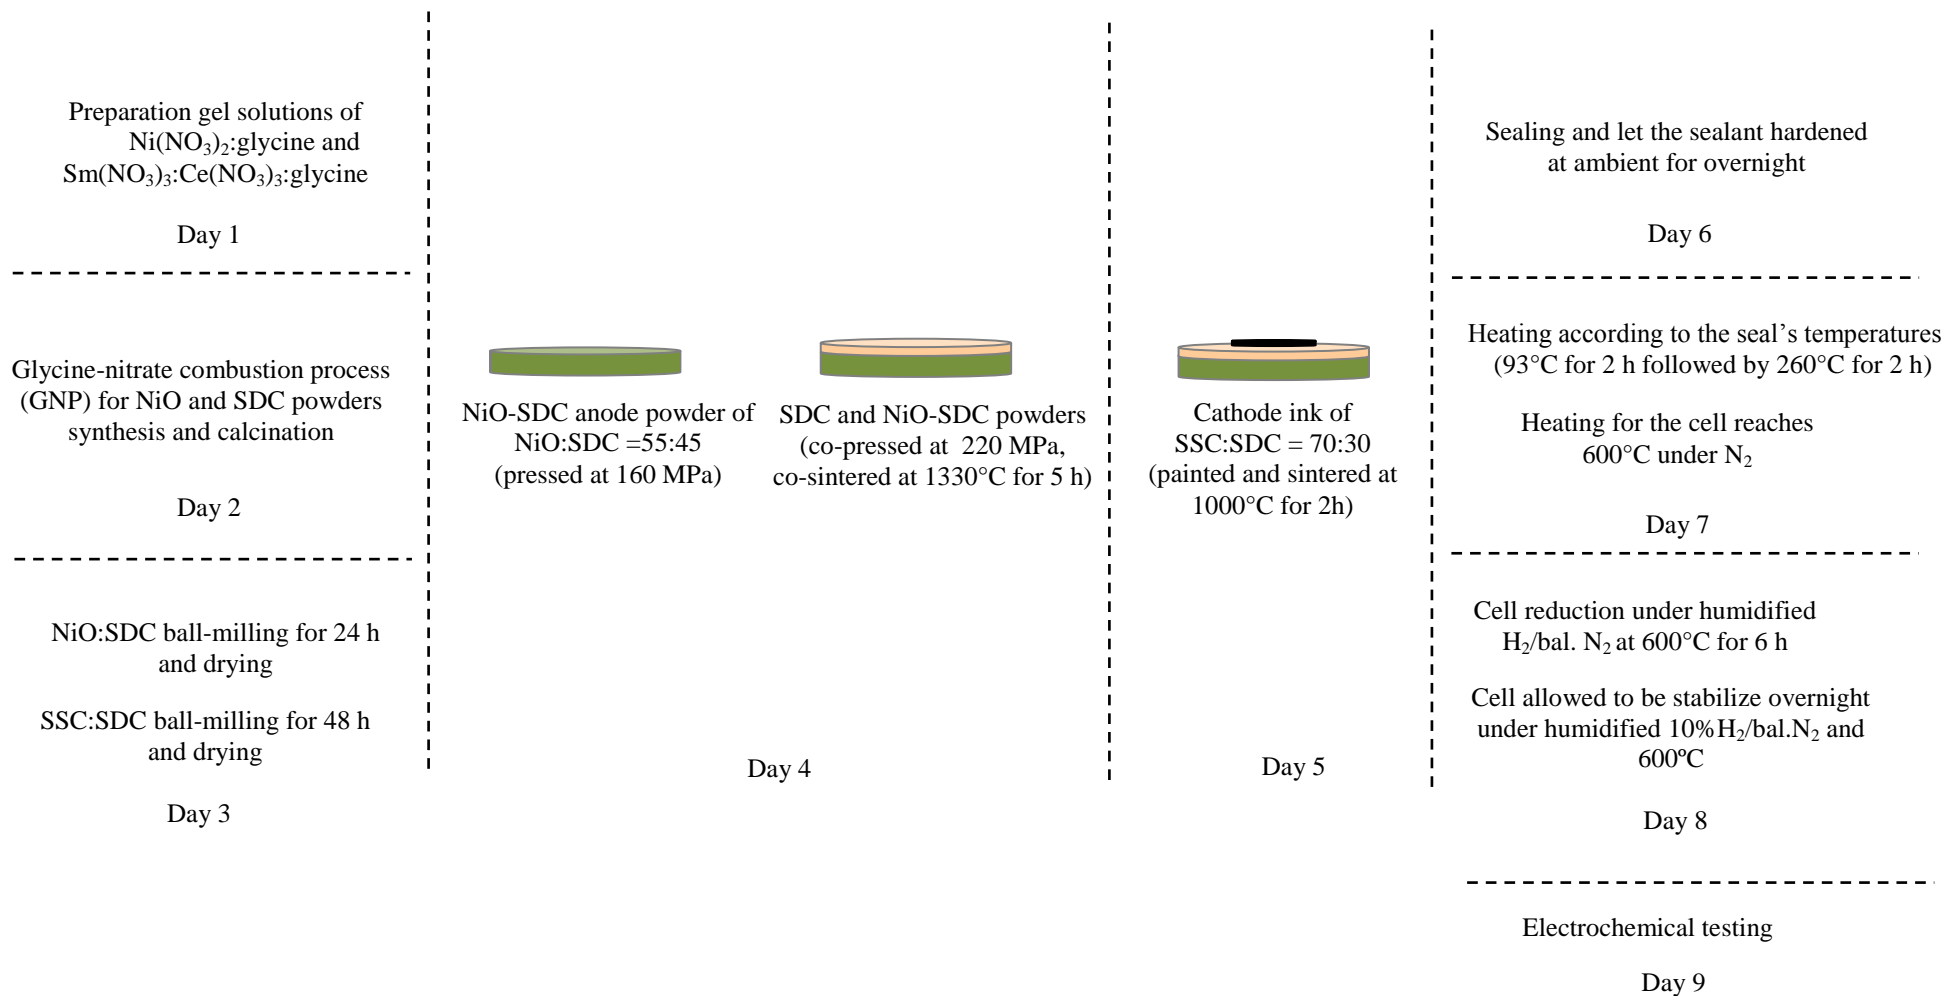 Preparation gel solutions of
Ni(NO₃)₂:glycine and
Sm(NO₃)₃:Ce(NO₃)₃:glycine
Day 1
Glycine-nitrate combustion process
(GNP) for NiO and SDC powders
synthesis and calcination
Day 2
NiO:SDC ball-milling for 24 h
and drying
SSC:SDC ball-milling for 48 h
and drying
Day 3
NiO-SDC anode powder of
NiO:SDC =55:45
(pressed at 160 MPa)
SDC and NiO-SDC powders
(co-pressed at 220 MPa,
co-sintered at 1330°C for 5 h)
Day 4
Cathode ink of
SSC:SDC = 70:30
(painted and sintered at
1000°C for 2h)
Day 5
Sealing and let the sealant hardened
at ambient for overnight
Day 6
Heating according to the seal’s temperatures
(93°C for 2 h followed by 260°C for 2 h)
Heating for the cell reaches
600°C under N₂
Day 7
Cell reduction under humidified
H₂/bal. N₂ at 600°C for 6 h
Cell allowed to be stabilize overnight
under humidified 10%H₂/bal.N₂ and
600ºC
Day 8
Electrochemical testing
Day 9